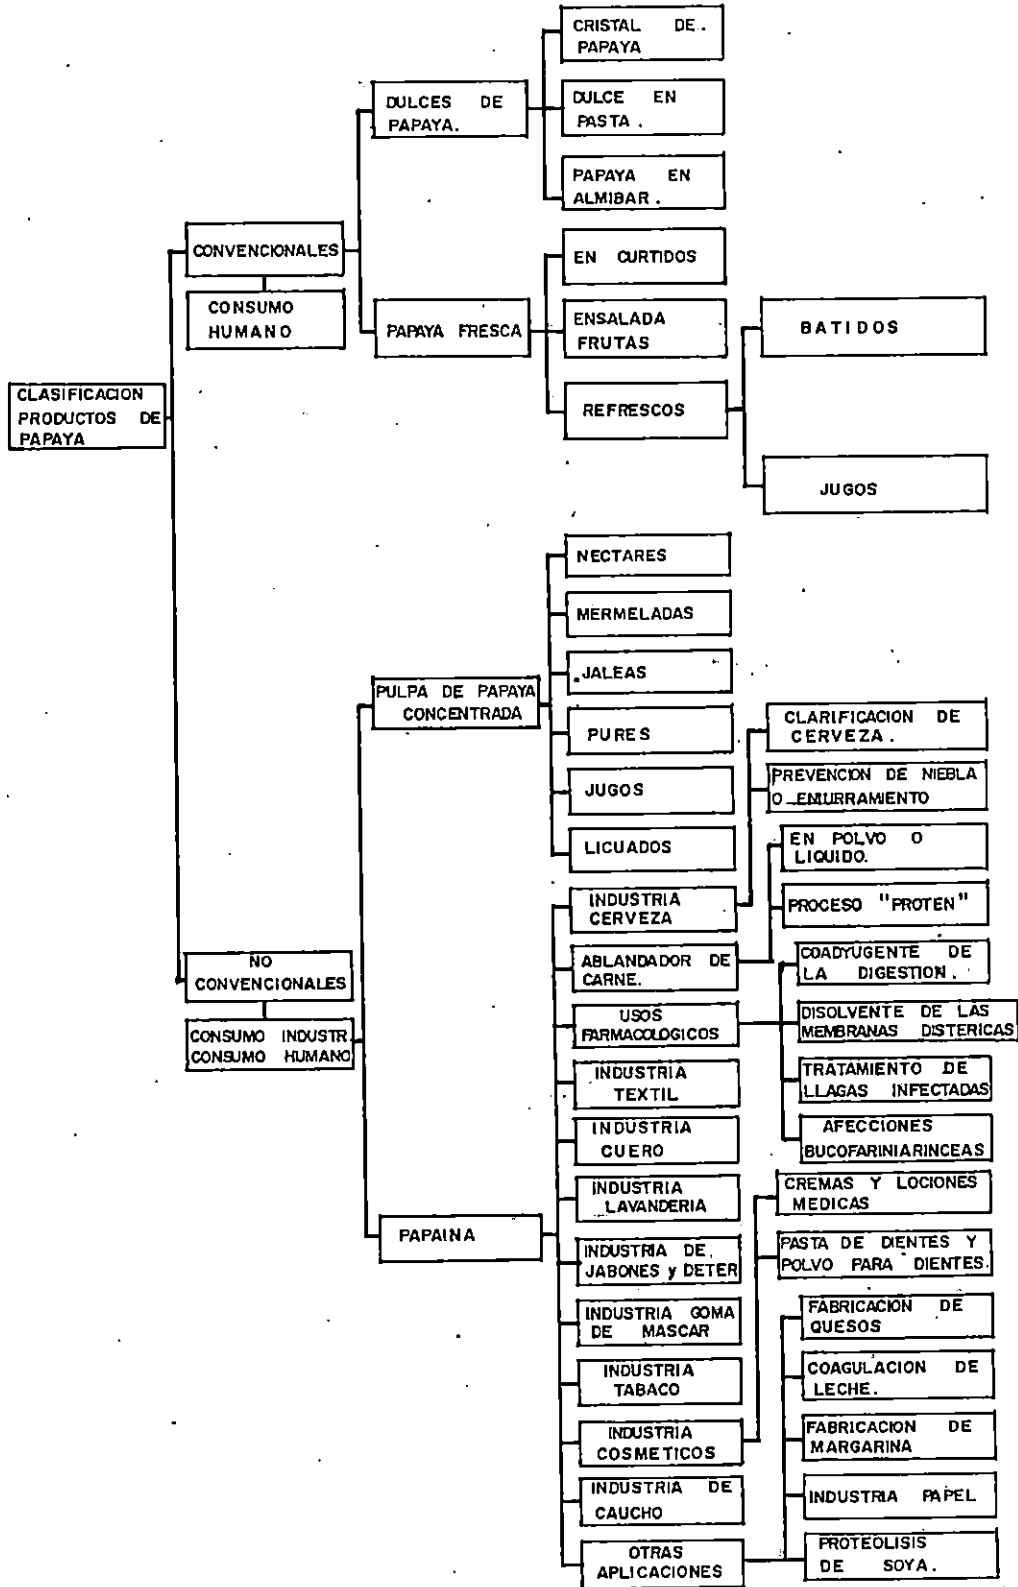 CLASIFICACION
PRODUCTOS DE
PAPAYA
CONVENCIONALES
CONSUMO
HUMANO
DULCES DE
PAPAYA.
CRISTAL DE.
PAPAYA
DULCE EN
PASTA.
PAPAYA EN
ALMIBAR.
PAPAYA FRESCA
EN CURTIDOS
ENSALADA
FRUTAS
REFRESCOS
BATIDOS
JUGOS
NO
CONVENCIONALES
CONSUMO INDUSTR.
CONSUMO HUMANO
PULPA DE PAPAYA
CONCENTRADA
NECTARES
MERMELADAS
JALEAS
PURES
JUGOS
LICUADOS
PAPAINA
INDUSTRIA
CERVEZA
CLARIFICACION DE
CERVEZA.
PREVENCION DE NIEBLA
O
ABLANDADOR DE
CARNE.
EN POLVO O
LIQUIDO.
PROCESO "PROTEN"
USOS
FARMACOLOGICOS
COADYUGENTE DE
LA DIGESTION.
DISOLVENTE DE LAS
MEMBRANAS DISTERICAS
TRATAMIENTO DE
LLAGAS INFECTADAS
AFECCIONES
BUCOFARINIARINCEAS
INDUSTRIA
TEXTIL
INDUSTRIA
CUERO
INDUSTRIA
LAVANDERIA
INDUSTRIA DE
JABONES y DETER
INDUSTRIA GOMA
DE MASCAR
INDUSTRIA
TABACO
INDUSTRIA
COSMETICOS
CREMAS Y LOCIONES
MEDICAS
PASTA DE DIENTES Y
POLVO PARA DIENTES.
INDUSTRIA DE
CAUCHO
OTRAS
APLICACIONES
FABRICACION DE
QUESOS
COAGULACION DE
LECHE.
FABRICACION DE
MARGARINA
INDUSTRIA PAPEL
PROTEOLISIS
DE SOYA.